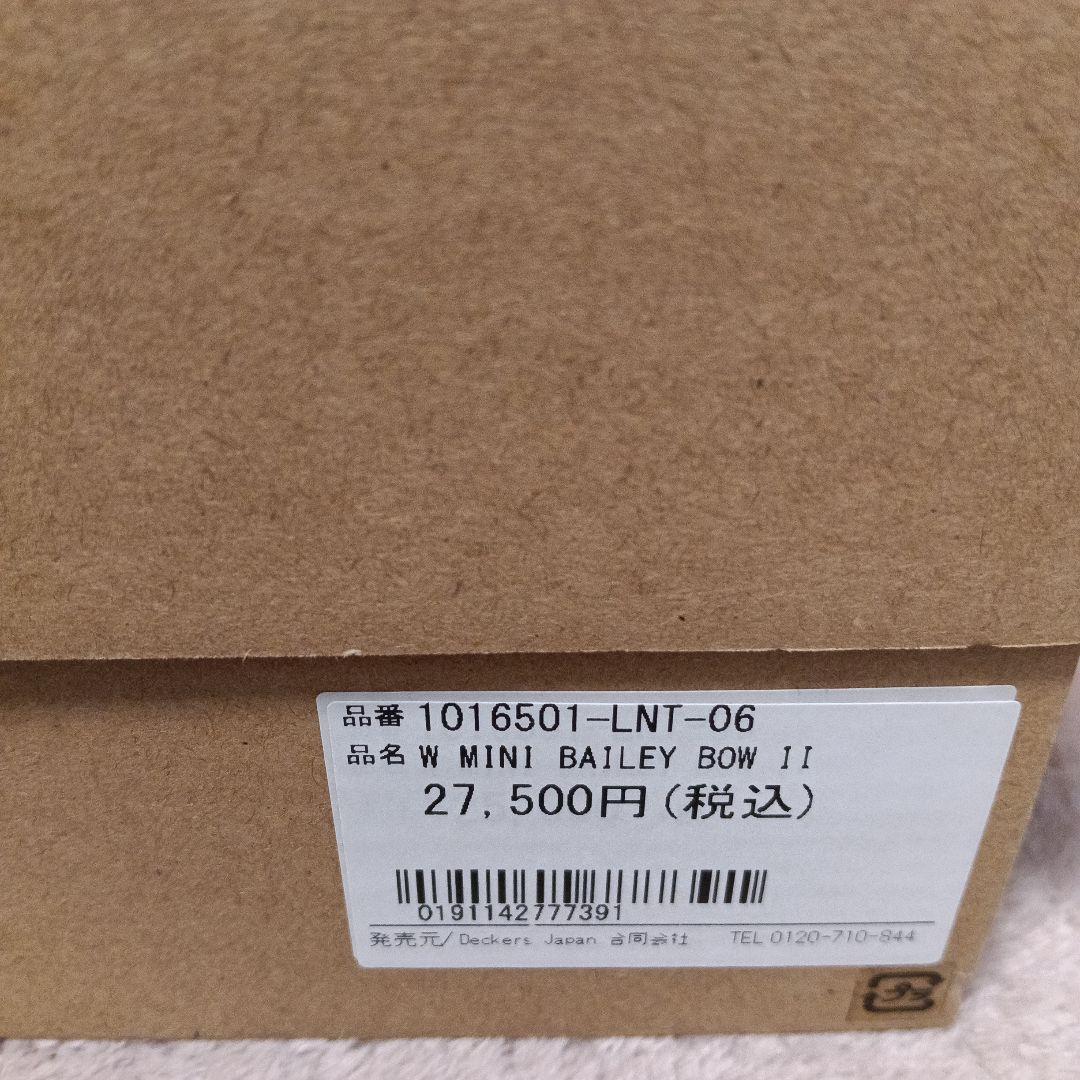 品番 1016501-LNT-06
品名 W MINI BAILEY BOW II
27,500円(税込)
0191142777391
発売元/Deckers Japan 合同会社 TEL 0120-710-844